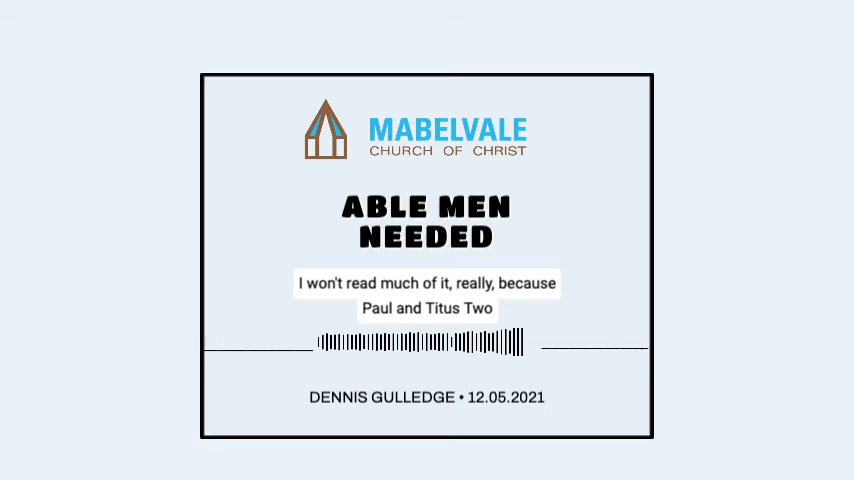 MABELVALE
CHURCH OF CHRIST
ABLE MEN
NEEDED
I won't read much of it, really, because
Paul and Titus Two
DENNIS GULLEDGE • 12.05.2021